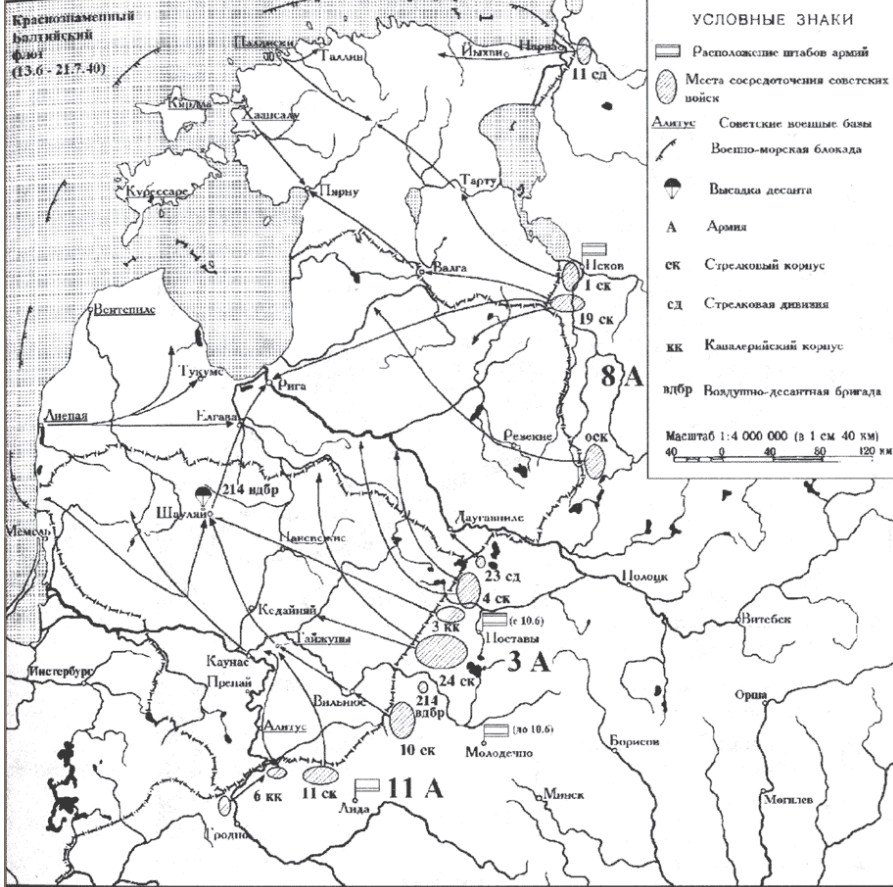 Краснознаменный
Балтийский
флот
(13.6 - 21.7.40)
Палдиски
Таллин
Йыхви
Нарва
11 сд
Кярдла
Хаапсалу
Курессаре
Пярну
Тарту
Валга
Псков
1 ск
19 ск
8 А
Вентспилс
Тукумс
Рига
Лиепая
Елгава
Резекне
оск
214 вдбр
Шауляй
Мемель
Паневежис
Даугавпилс
23 сд
4 ск
Полоцк
Витебск
3 кк
(с 10.6)
Поставы
3 А
24 ск
Кедайняй
Гайжуны
Каунас
Пренай
Инстербург
Вильнюс
214
вдбр
10 ск
Алитус
(до 10.6)
Молодечно
Борисов
Орша
6 кк
11 ск
11 А
Лида
Гродно
Минск
Могилев
УСЛОВНЫЕ ЗНАКИ
Расположение штабов армий
Места сосредоточения советских
войск
Алитус Советские военные базы
Военно-морская блокада
Высадка десанта
А Армия
ск Стрелковый корпус
сд Стрелковая дивизия
кк Кавалерийский корпус
вдбр Воздушно-десантная бригада
Масштаб 1:4 000 000 (в 1 см 40 км)
40 0 40 80 120 км